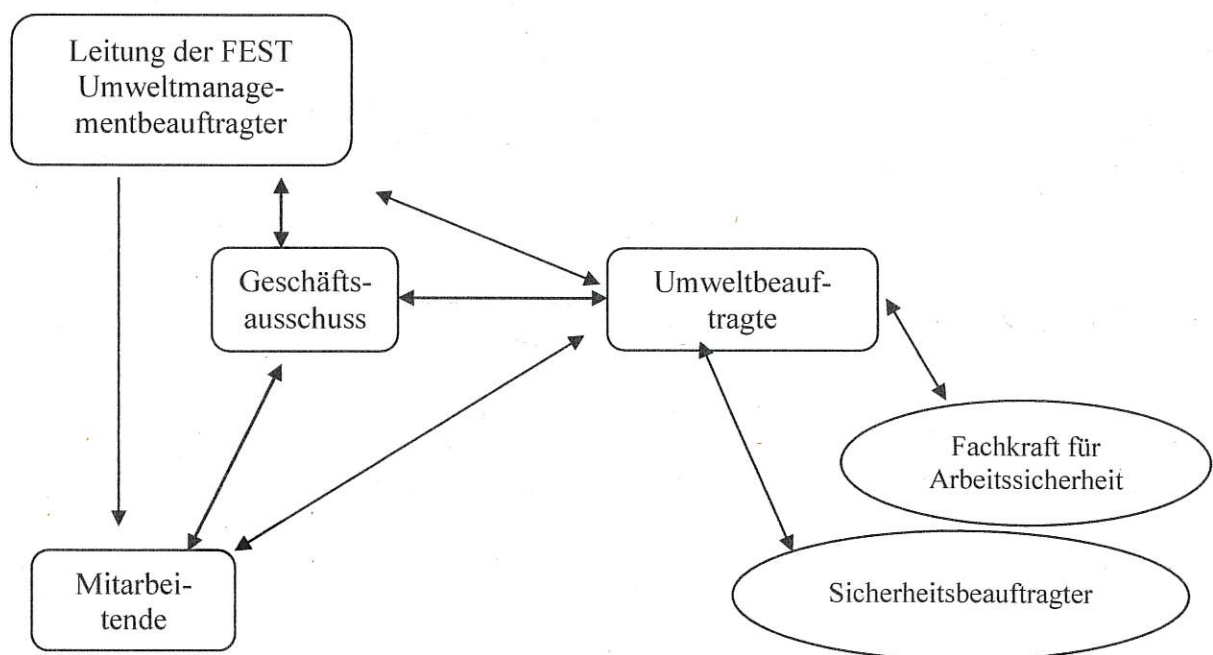 Leitung der FEST
Umweltmanage-
mentbeauftragter
Geschäfts-
ausschuss
Umweltbeauf-
tragte
Fachkraft für
Arbeitssicherheit
Mitarbei-
tende
Sicherheitsbeauftragter